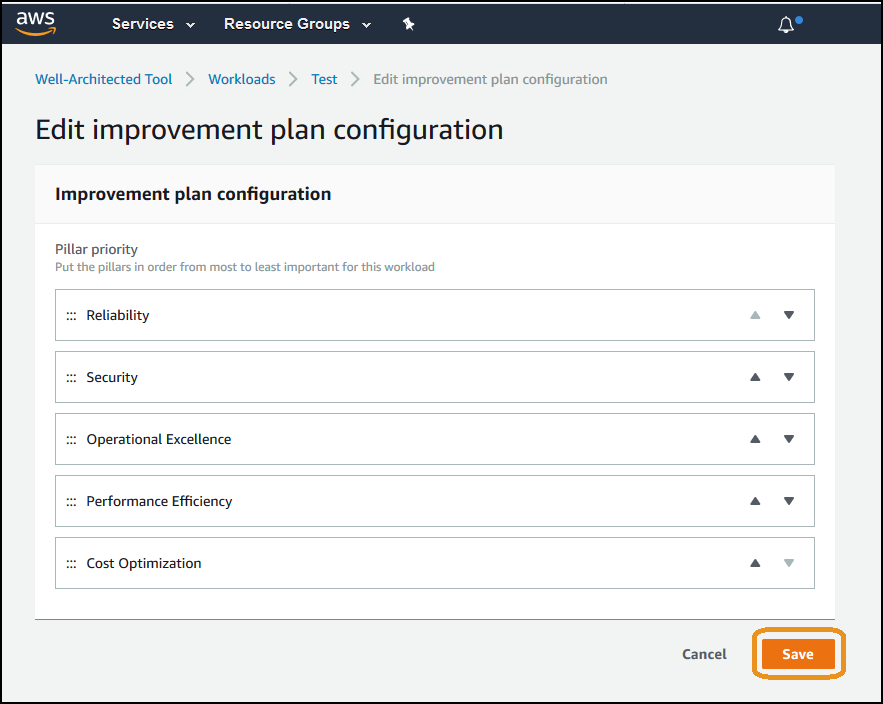 aws Services Resource Groups
Well-Architected Tool Workloads Test Edit improvement plan configuration
Edit improvement plan configuration
Improvement plan configuration
Pillar priority
Put the pillars in order from most to least important for this workload
Reliability
Security
Operational Excellence
Performance Efficiency
Cost Optimization
Cancel Save